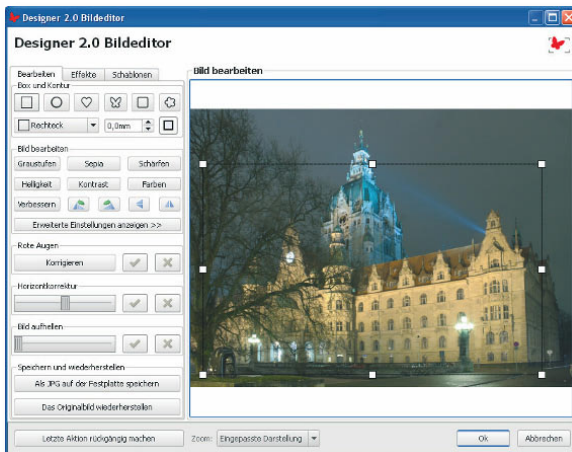 Designer 2.0 Bildeditor
Designer 2.0 Bildeditor
Bearbeiten Effekte Schablonen
Box und Kontur
Rechteck 0,0mm
Bild bearbeiten
Graustufen Sepia Schärfen
Helligkeit Kontrast Farben
Verbessern
Erweiterte Einstellungen anzeigen >>
Rote Augen
Korrigieren
Horizontkorrektur
Bild aufhellen
Speichern und wiederherstellen
Als JPG auf der Festplatte speichern
Das Originalbild wiederherstellen
Bild bearbeiten
Letzte Aktion rückgängig machen Zoom: Eingepasste Darstellung Ok Abbrechen